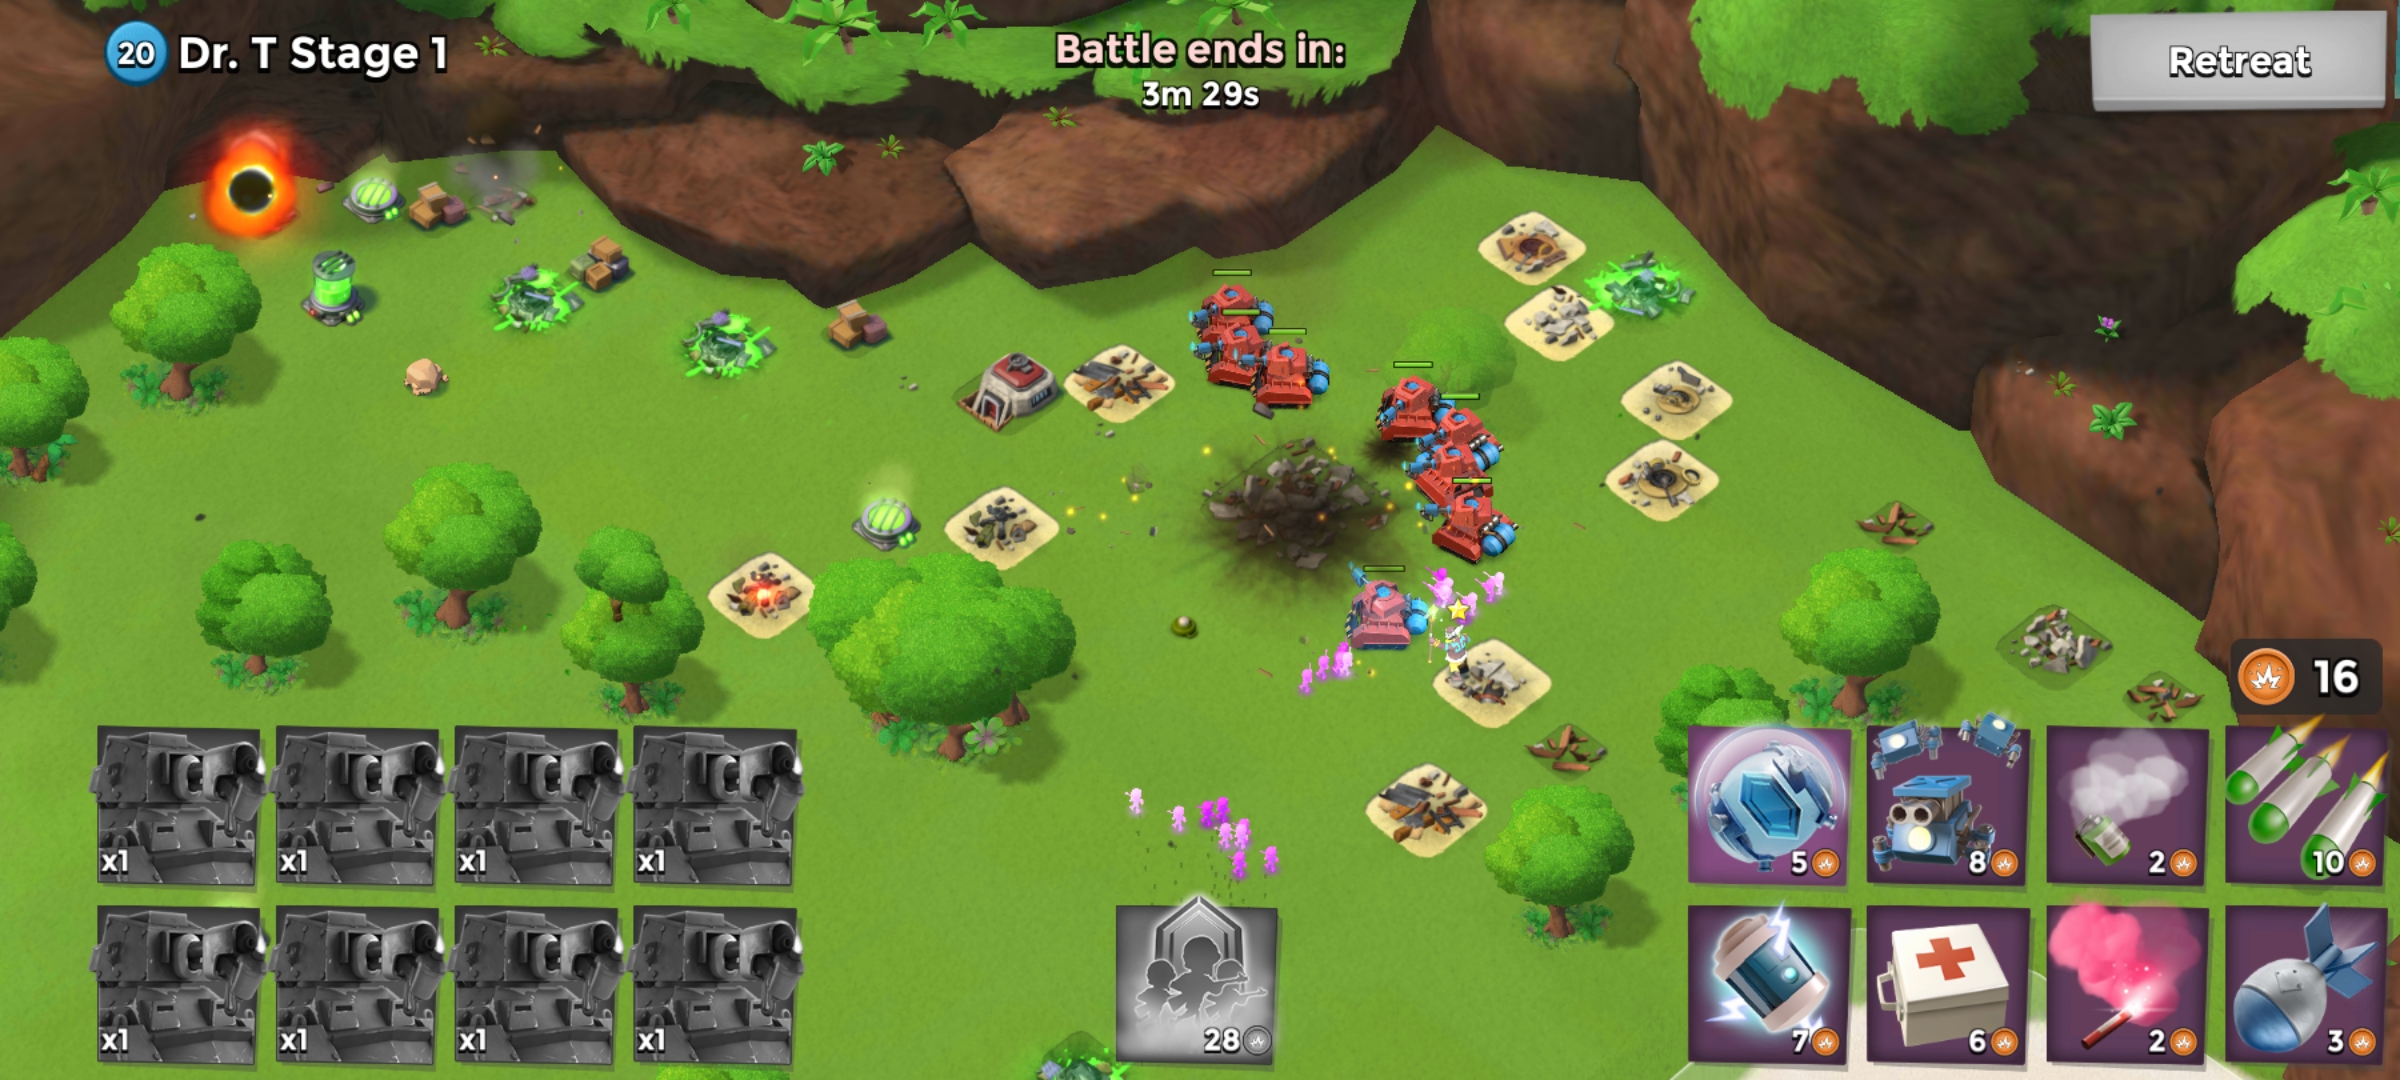 20 Dr. T Stage 1
Battle ends in:
3m 29s
Retreat
16
x1 x1 x1 x1
5 8 2 10
x1 x1 x1 x1
28
7 6 2 3